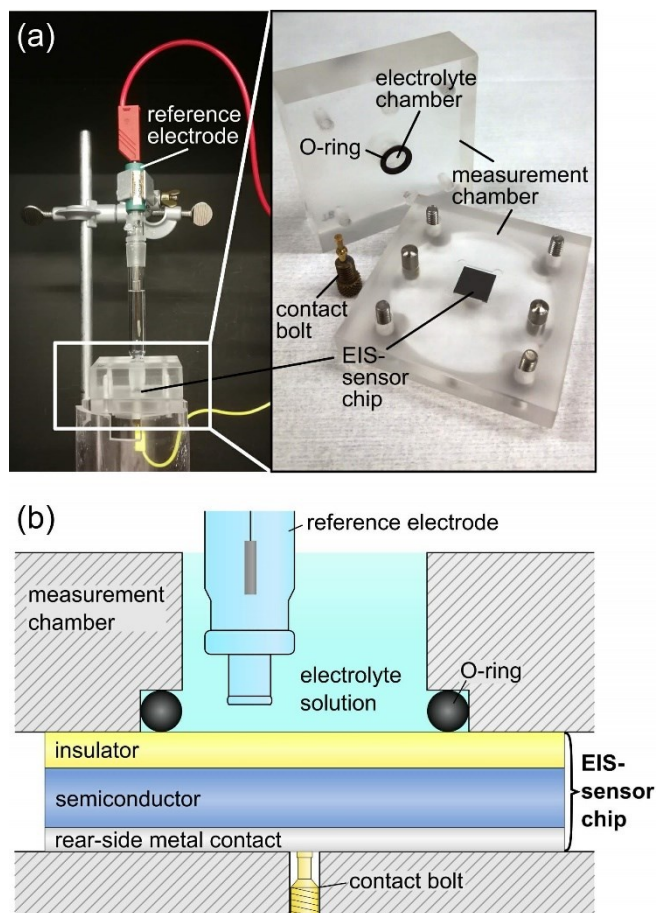 (a)
reference
electrode
electrolyte
chamber
O-ring
measurement
chamber
contact
bolt
EIS-
sensor
chip
(b)
reference electrode
measurement
chamber
electrolyte
solution
O-ring
insulator
semiconductor
rear-side metal contact
EIS-
sensor
chip
contact bolt